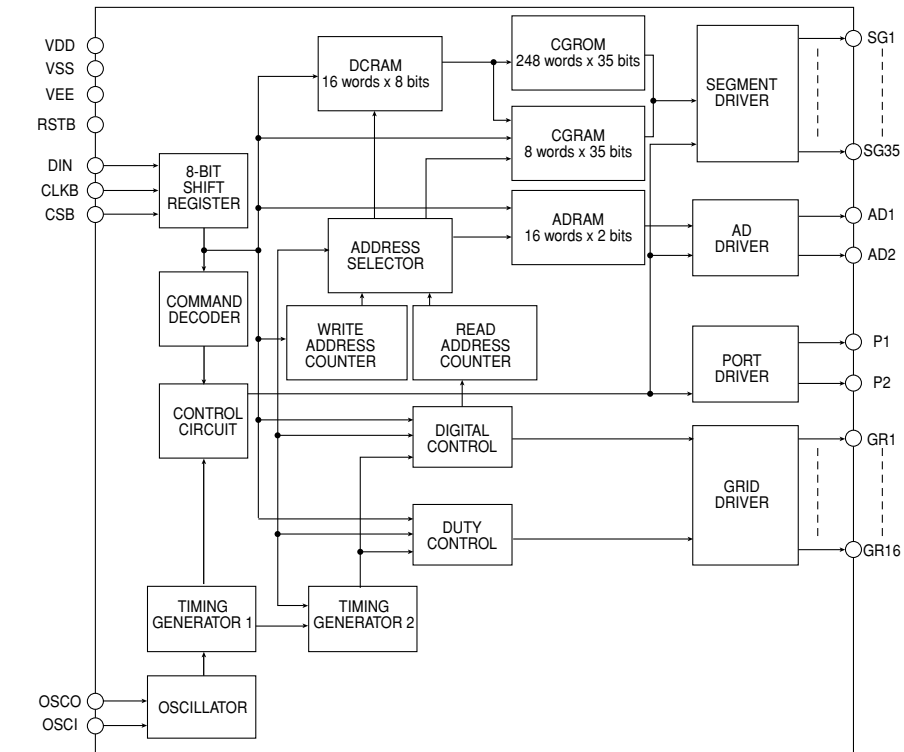 VDD
VSS
VEE
RSTB
DIN
CLKB
CSB
8-BIT
SHIFT
REGISTER
COMMAND
DECODER
CONTROL
CIRCUIT
TIMING
GENERATOR 1
OSCILLATOR
OSCO
OSCI
DCRAM
16 words x 8 bits
ADDRESS
SELECTOR
WRITE
ADDRESS
COUNTER
READ
ADDRESS
COUNTER
DIGITAL
CONTROL
DUTY
CONTROL
TIMING
GENERATOR 2
CGROM
248 words x 35 bits
CGRAM
8 words x 35 bits
ADRAM
16 words x 2 bits
SEGMENT
DRIVER
AD
DRIVER
PORT
DRIVER
GRID
DRIVER
SG1
SG35
AD1
AD2
P1
P2
GR1
GR16